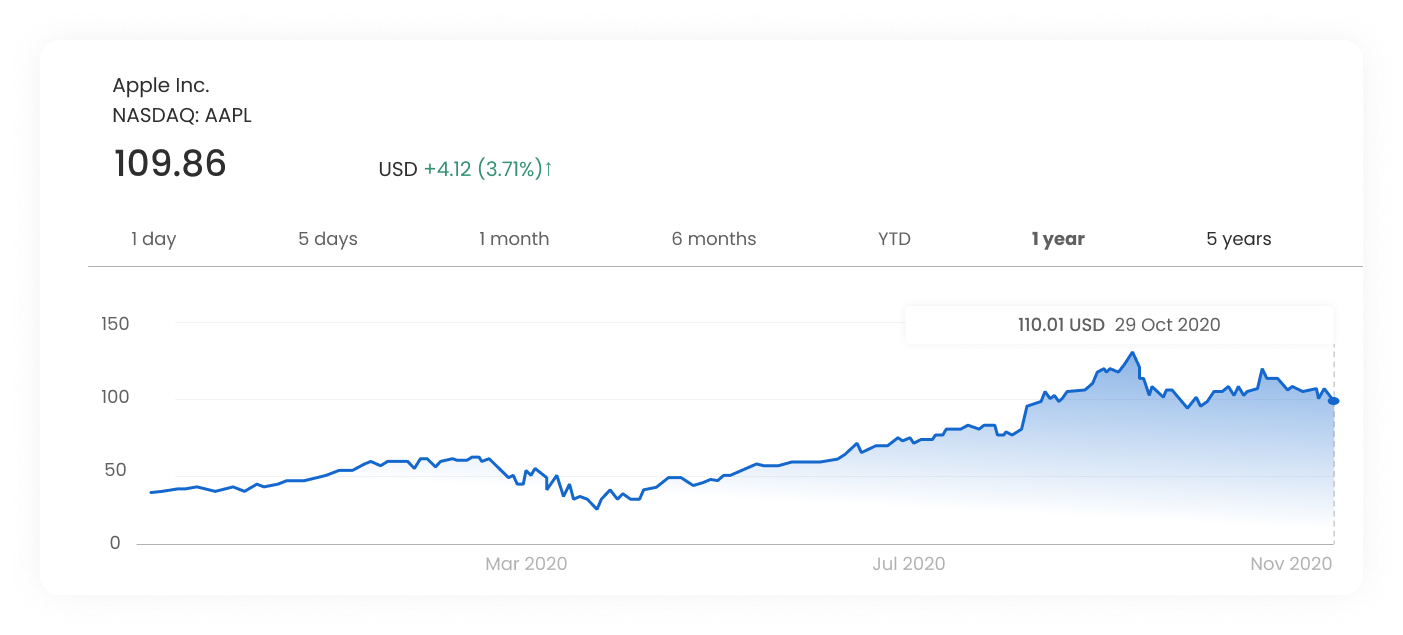 Apple Inc.
NASDAQ: AAPL
109.86 USD +4.12 (3.71%)↑
1 day 5 days 1 month 6 months YTD 1 year 5 years
110.01 USD 29 Oct 2020
150
100
50
0
Mar 2020 Jul 2020 Nov 2020